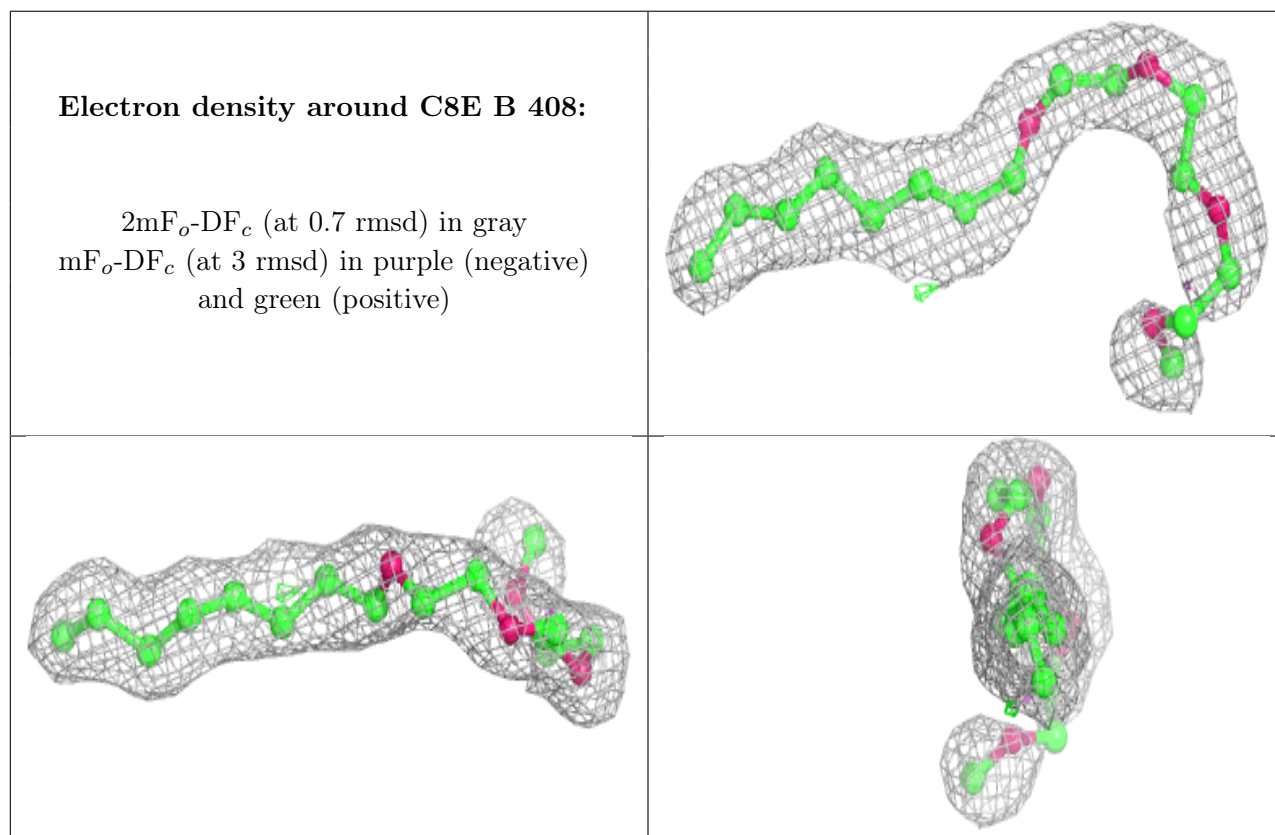 Electron density around C8E B 408:
2mFo-DFc (at 0.7 rmsd) in gray
mFo-DFc (at 3 rmsd) in purple (negative)
and green (positive)